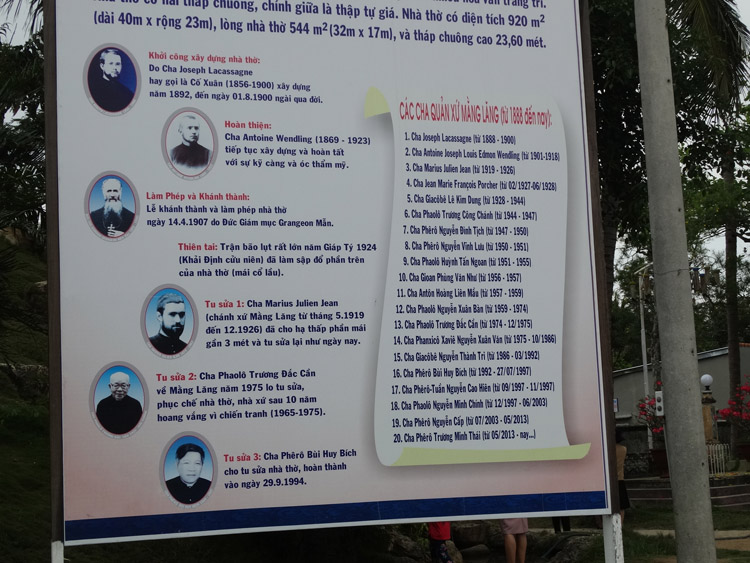 thờ có hai tháp chuông, chính giữa là thập tự giá. Nhà thờ có diện tích 920 m²
(dài 40m x rộng 23m), lòng nhà thờ 544 m² (32m x 17m), và tháp chuông cao 23,60 mét.
Khởi công xây dựng nhà thờ:
Do Cha Joseph Lacassagne
hay gọi là Cố Xuân (1856-1900) xây dựng
năm 1892, đến ngày 01.8.1900 ngài qua đời.
Hoàn thiện:
Cha Antoine Wendling (1869 - 1923)
tiếp tục xây dựng và hoàn tất
với sự kỹ càng và óc thẩm mỹ.
Làm Phép và Khánh thành:
Lễ khánh thành và làm phép nhà thờ
ngày 14.4.1907 do Đức Giám mục Grangeon Mẫn.
Thiên tai: Trận bão lụt rất lớn năm Giáp Tý 1924
(Khải Định cửu niên) đã làm sập đổ phần trên
của nhà thờ (mái cổ lầu).
Tu sửa 1: Cha Marius Julien Jean
(chánh xứ Mằng Lăng từ tháng 5.1919
đến 12.1926) đã cho hạ thấp phần mái
gần 3 mét và tu sửa lại như ngày nay.
Tu sửa 2: Cha Phaolô Trương Đắc Cần
về Mằng Lăng năm 1975 lo tu sửa,
phục chế nhà thờ, nhà xứ sau 10 năm
hoang vắng vì chiến tranh (1965-1975).
Tu sửa 3: Cha Phêrô Bùi Huy Bích
cho tu sửa nhà thờ, hoàn thành
vào ngày 29.9.1994.
CÁC CHA QUẢN XỨ MẰNG LĂNG (từ 1888 đến nay):
1. Cha Joseph Lacassagne (từ 1888 - 1900)
2. Cha Antoine Joseph Louis Edmon Wendling (từ 1901-1918)
3. Cha Marius Julien Jean (từ 1919 - 1926)
4. Cha Jean Marie François Porcher (từ 02/1927-06/1928)
5. Cha Giacôbê Lê Kim Dung (từ 1928 - 1944)
6. Cha Phaolô Trương Công Chánh (từ 1944 - 1947)
7. Cha Phêrô Nguyễn Đình Tịch (từ 1947 - 1950)
8. Cha Phêrô Nguyễn Vinh Lưu (từ 1950 - 1951)
9. Cha Phaolô Huỳnh Tấn Ngoan (từ 1951 - 1955)
10. Cha Gioan Phùng Văn Như (từ 1956 - 1957)
11. Cha Antôn Hoàng Liên Mầu (từ 1957 - 1959)
12. Cha Phaolô Nguyễn Xuân Bàn (từ 1959 - 1974)
13. Cha Phaolô Trương Đắc Cần (từ 1974 - 12/1975)
14. Cha Phanxicô Xaviê Nguyễn Xuân Văn (từ 1975 - 10/1986)
15. Cha Giacôbê Nguyễn Thành Tri (từ 1986 - 03/1992)
16. Cha Phêrô Bùi Huy Bích (từ 1992 - 27/07/1997)
17. Cha Phêrô-Tuấn Nguyễn Cao Hiên (từ 09/1997 - 11/1997)
18. Cha Phaolô Nguyễn Minh Chính (từ 12/1997 - 06/2003)
19. Cha Phêrô Nguyễn Cấp (từ 07/2003 - 05/2013)
20. Cha Phêrô Trương Minh Thái (từ 05/2013 - nay...)